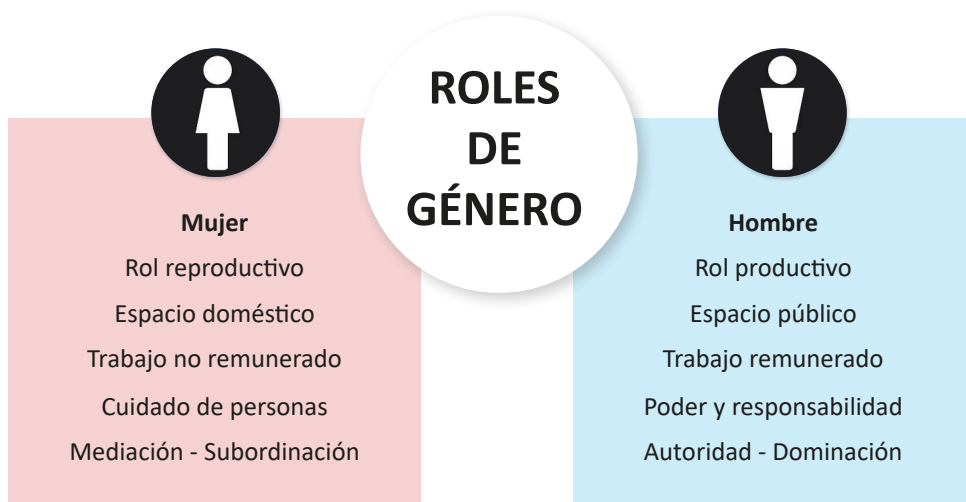 ROLES
DE
GÉNERO
Mujer
Rol reproductivo
Espacio doméstico
Trabajo no remunerado
Cuidado de personas
Mediación - Subordinación
Hombre
Rol productivo
Espacio público
Trabajo remunerado
Poder y responsabilidad
Autoridad - Dominación